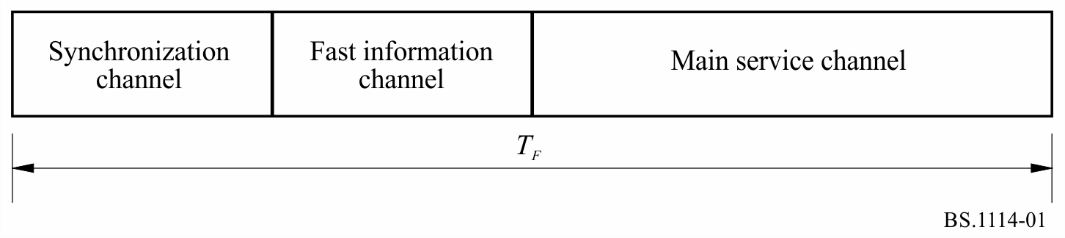 Synchronization
channel
Fast information
channel
Main service channel
T_F
BS.1114-01